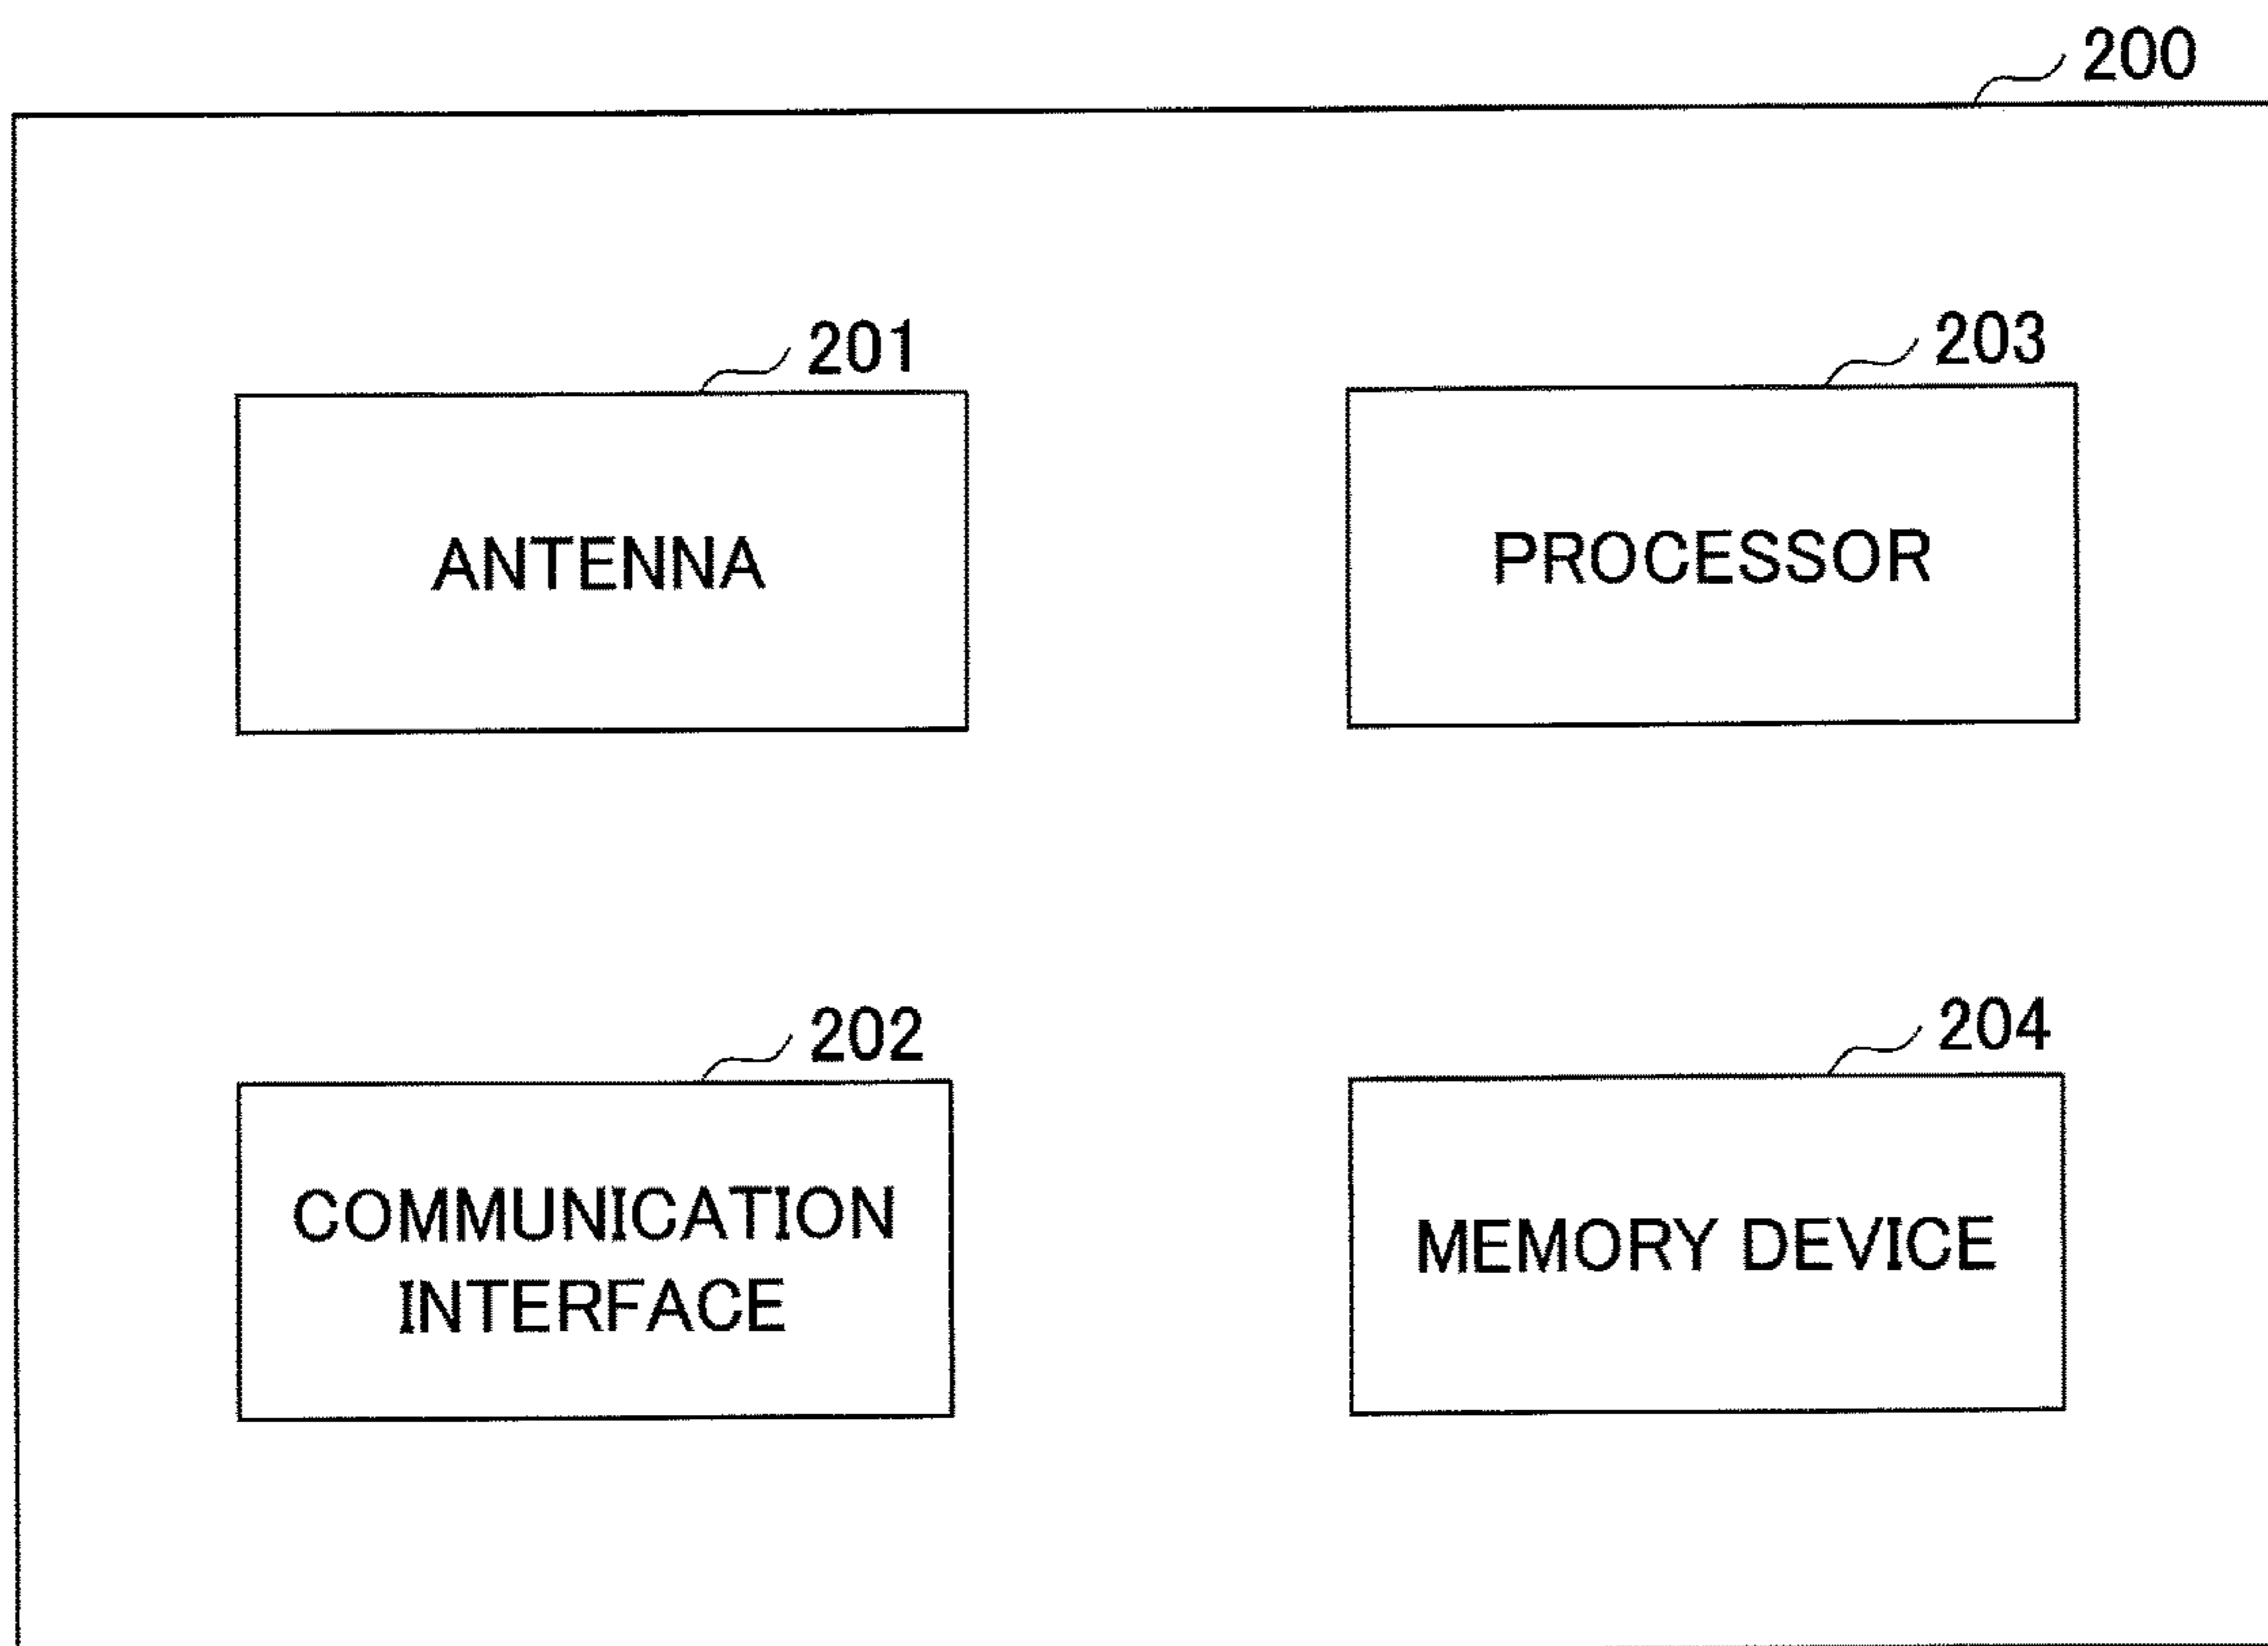 200
201
203
ANTENNA
PROCESSOR
202
204
COMMUNICATION
INTERFACE
MEMORY DEVICE